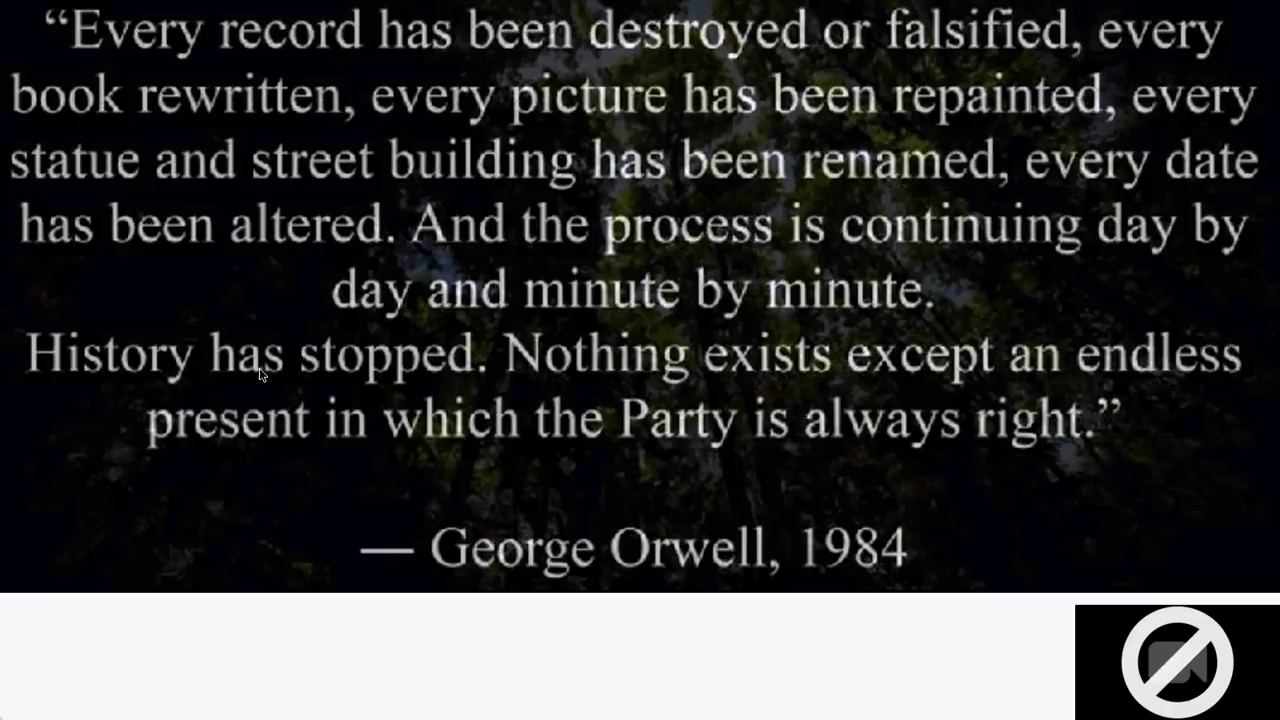 “Every record has been destroyed or falsified, every
book rewritten, every picture has been repainted, every
statue and street building has been renamed, every date
has been altered. And the process is continuing day by
day and minute by minute.
History has stopped. Nothing exists except an endless
present in which the Party is always right.”
— George Orwell, 1984